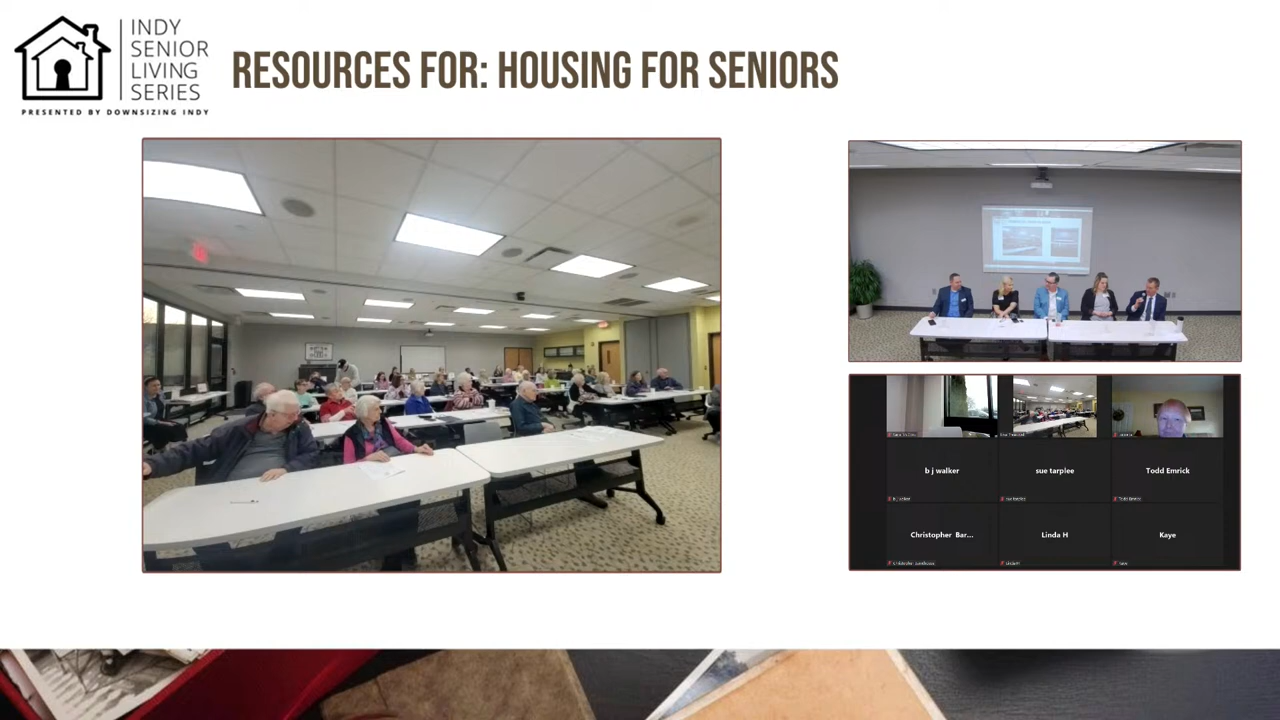 INDY
SENIOR
LIVING
SERIES
PRESENTED BY DOWNSIZING INDY
RESOURCES FOR: HOUSING FOR SENIORS
b j walker
sue tarplee
Todd Emrick
Christopher Bar...
Linda H
Kaye